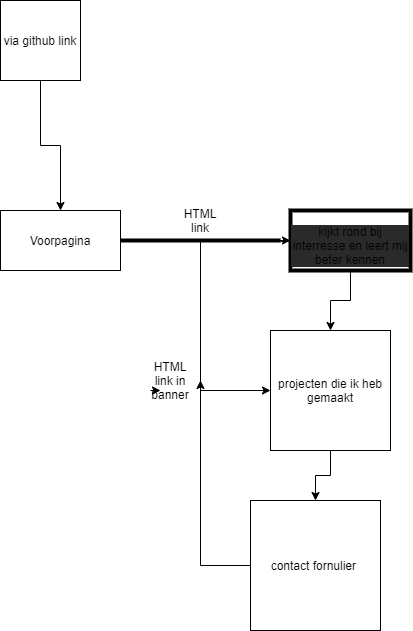 via github link
HTML
link
Voorpagina
kijkt rond bij
interresse en leert mij
beter kennen
HTML
link in
banner
projecten die ik heb
gemaakt
contact fornulier